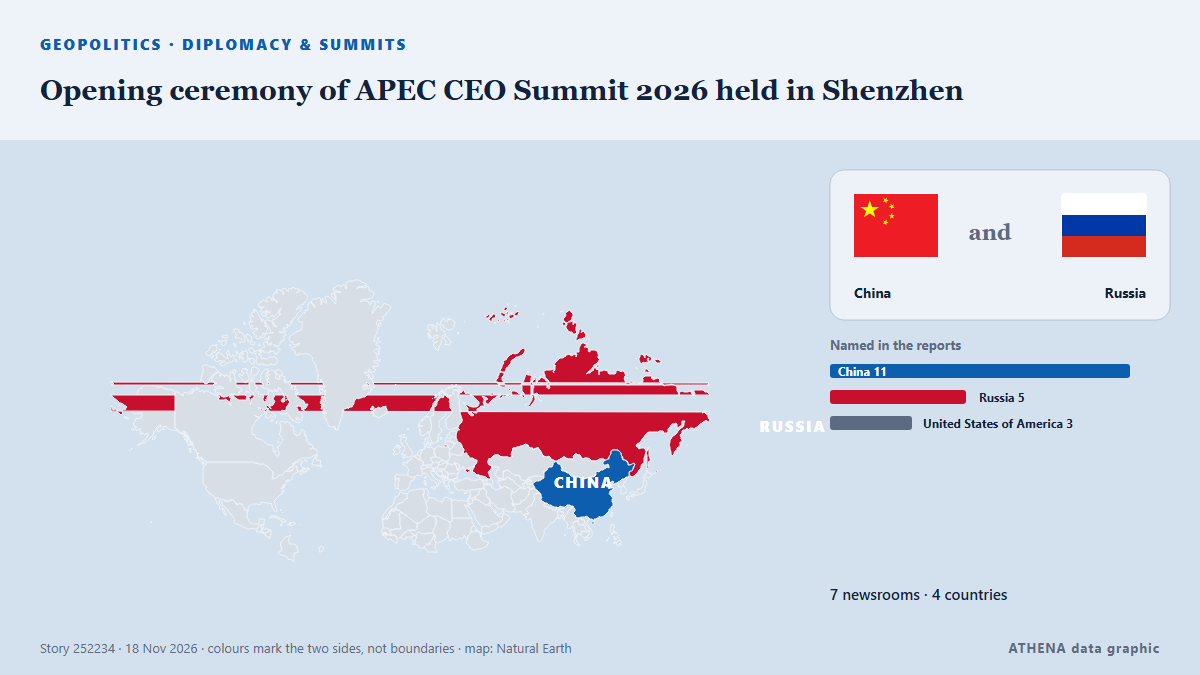 GEOPOLITICS · DIPLOMACY & SUMMITS
Opening ceremony of APEC CEO Summit 2026 held in Shenzhen
and
China
Russia
Named in the reports
China 11
Russia 5
United States of America 3
RUSSIA
CHINA
7 newsrooms · 4 countries
Story 252234 · 18 Nov 2026 · colours mark the two sides, not boundaries · map: Natural Earth
ATHENA data graphic